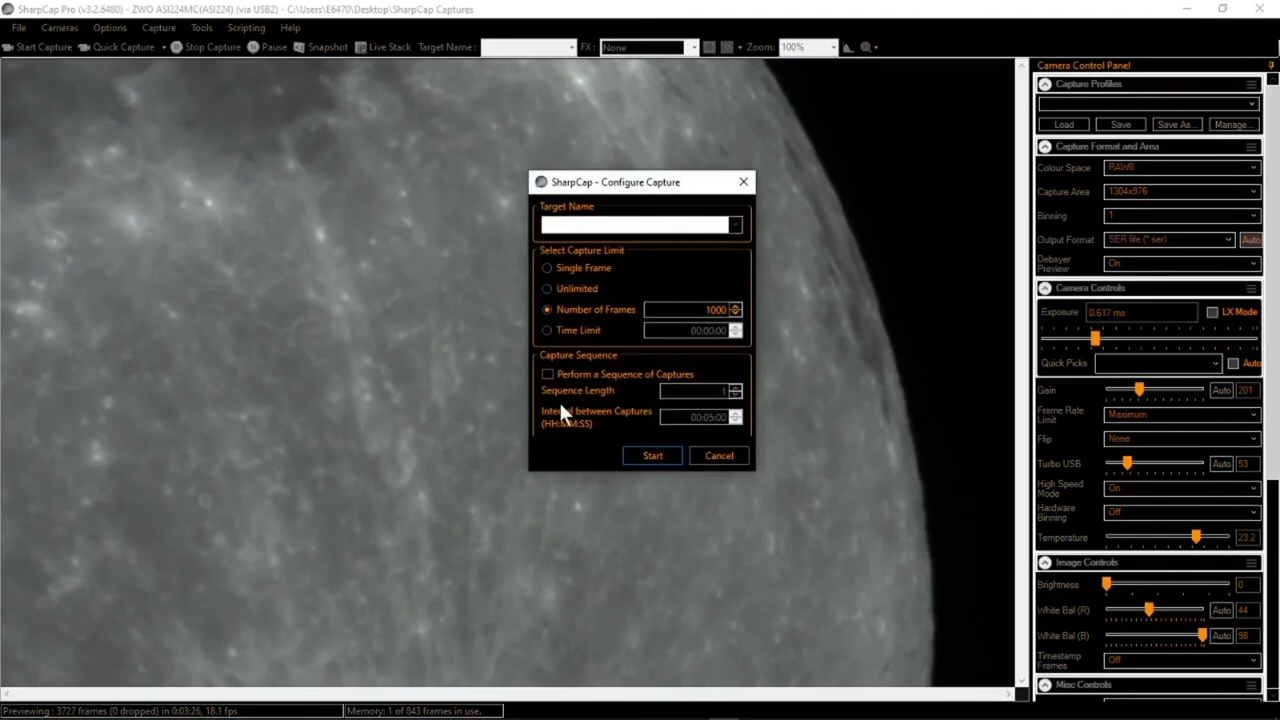 SharpCap Pro (v3.2.6480) - ZWO ASI224MC(ASI224) (via USB2) - C:\Users\E6470\Desktop\SharpCap Captures
File Cameras Options Capture Tools Scripting Help
Start Capture Quick Capture Stop Capture Pause Snapshot Live Stack Target Name : FX : None Zoom: 100%
SharpCap - Configure Capture
Target Name
Select Capture Limit
Single Frame
Unlimited
Number of Frames 1000
Time Limit 00:00:00
Capture Sequence
Perform a Sequence of Captures
Sequence Length 1
between Captures 00:05:00
Start Cancel
Camera Control Panel
Capture Profiles
Load Save Save As... Manage...
Capture Format and Area
Colour Space RAW8
Capture Area 1304x976
Binning 1
Output Format SER file (*.ser) Auto
Debayer
Preview On
Camera Controls
Exposure 0.617 ms LX Mode
Quick Picks Auto
Gain Auto 201
Frame Rate
Limit Maximum
Flip None
Turbo USB Auto 53
High Speed
Mode On
Hardware
Binning Off
Temperature 23.2
Image Controls
Brightness 0
White Bal (R) Auto 44
White Bal (B) Auto 98
Timestamp
Frames Off
Misc Controls
Previewing : 3727 frames (0 dropped) in 0:03:26, 18.1 fps
Memory: 1 of 843 frames in use.